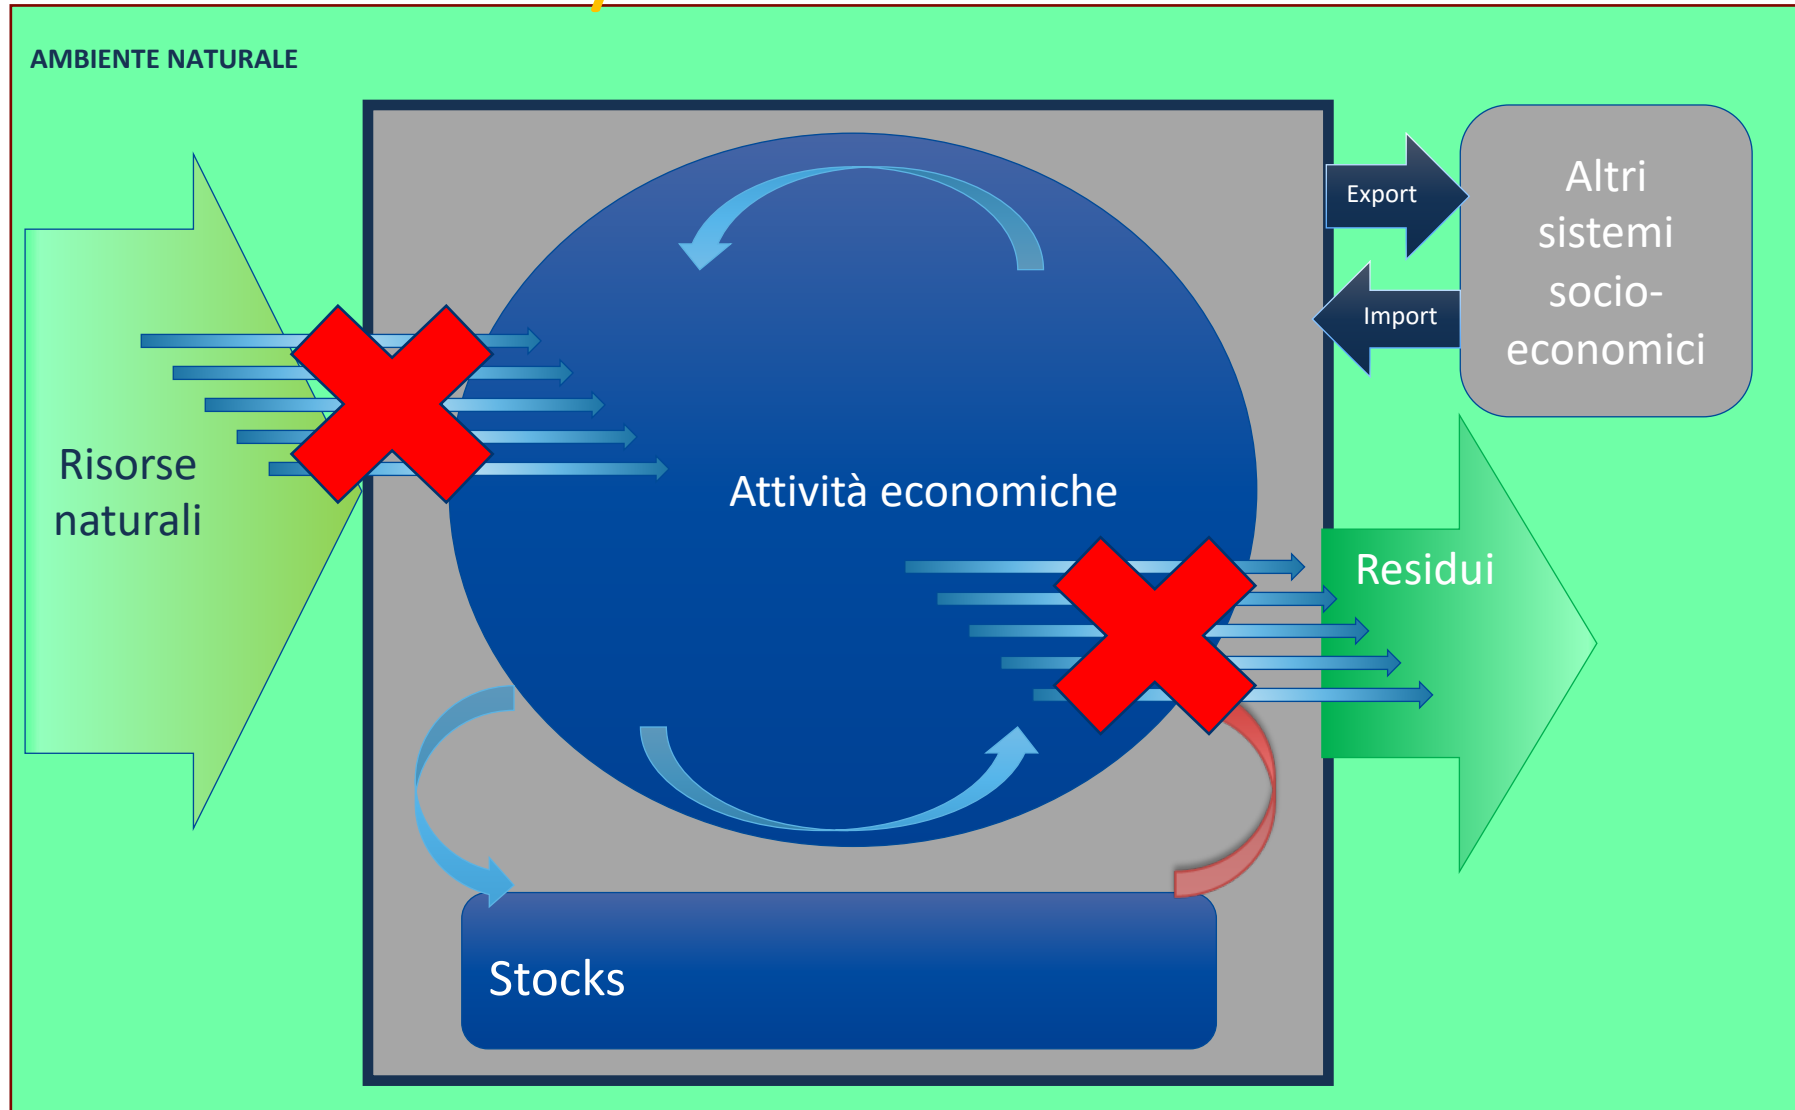 AMBIENTE NATURALE
Export
Altri
sistemi
socio-
economici
Import
Risorse
naturali
Attività economiche
Residui
Stocks